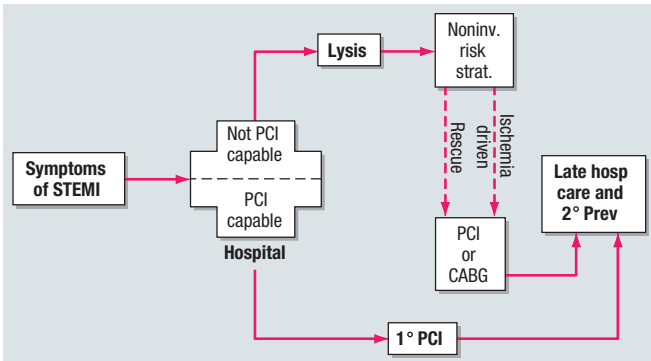 Symptoms
of STEMI
Not PCI
capable
PCI
capable
Hospital
Lysis
Noninv.
risk
strat.
Rescue
Ischemia
driven
PCI
or
CABG
1° PCI
Late hosp
care and
2° Prev